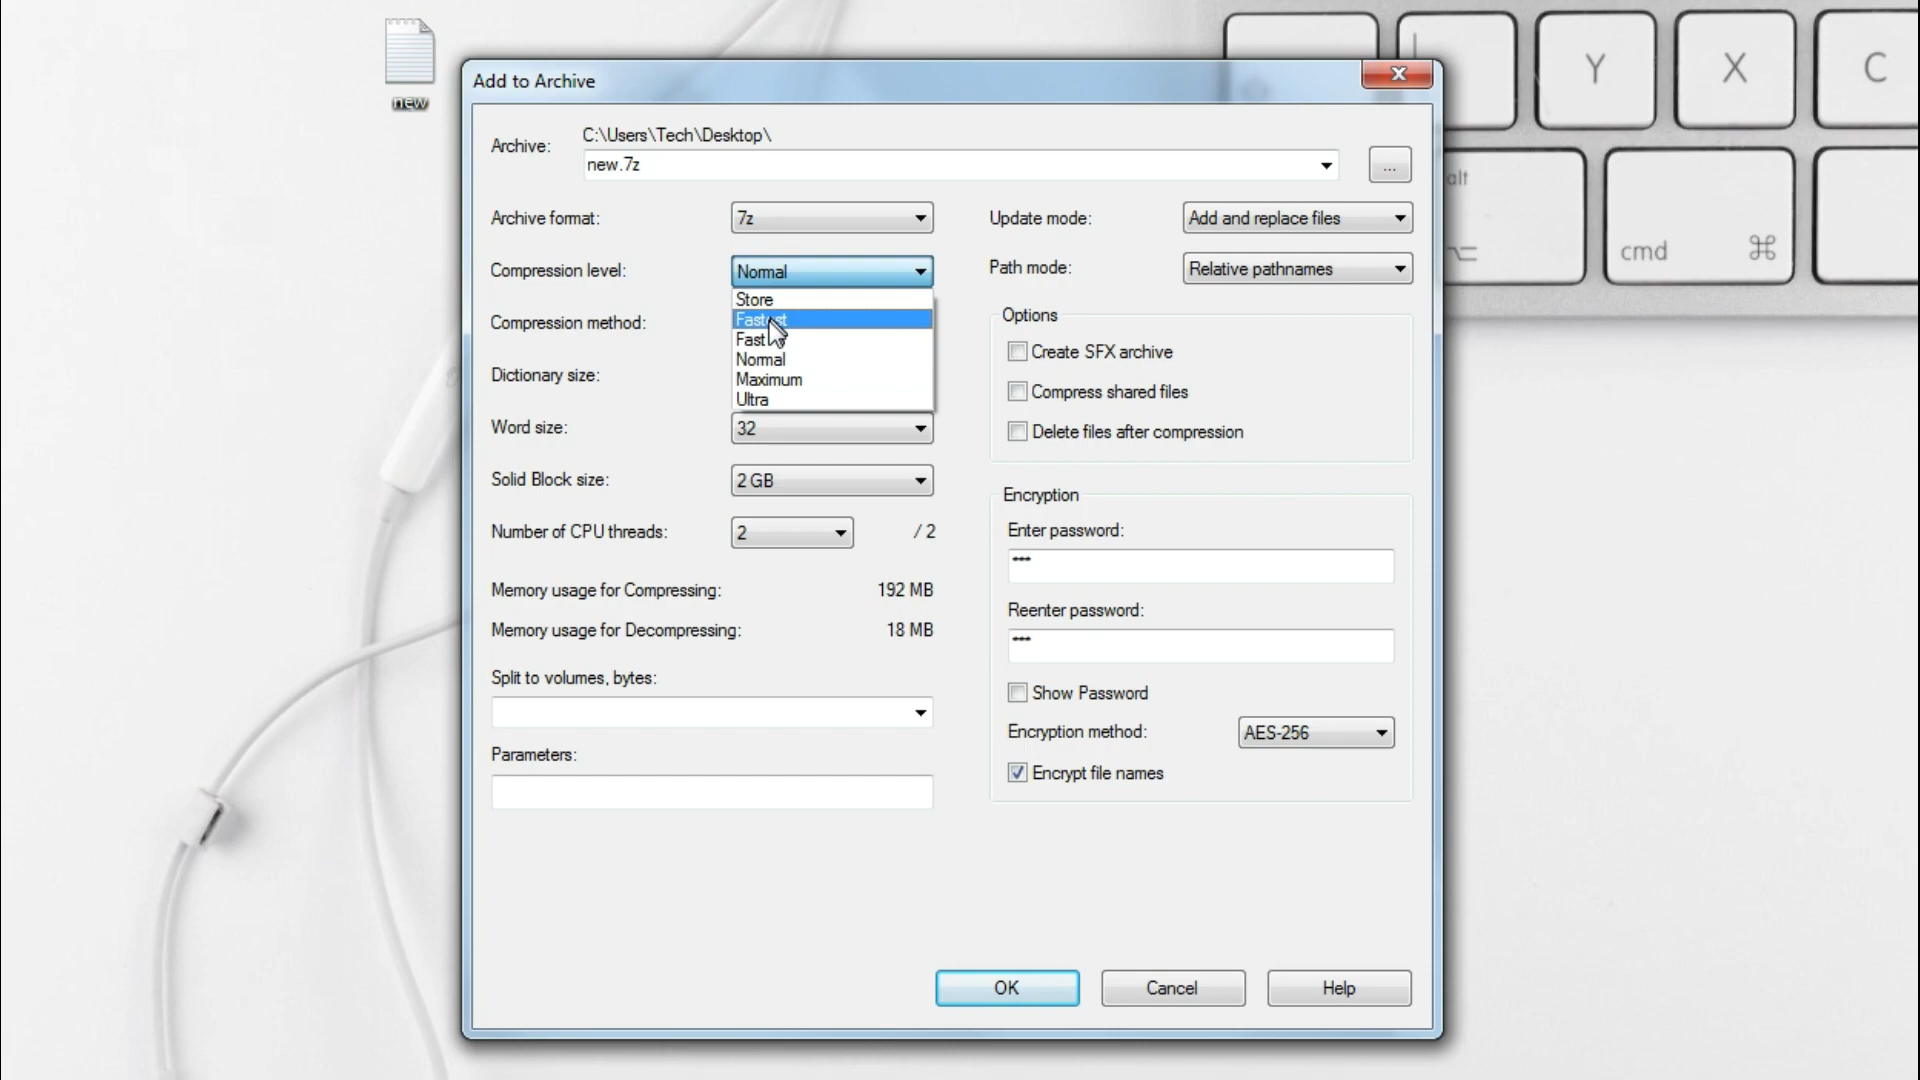 new
Y
X
C
alt
cmd ⌘
⌥
Add to Archive
Archive:
C:\Users\Tech\Desktop\
new.7z
...
Archive format:
7z
Compression level:
Normal
Store
Fastest
Fast
Normal
Maximum
Ultra
Compression method:
Dictionary size:
Word size:
32
Solid Block size:
2 GB
Number of CPU threads:
2
/ 2
Memory usage for Compressing:
192 MB
Memory usage for Decompressing:
18 MB
Split to volumes, bytes:
Parameters:
Update mode:
Add and replace files
Path mode:
Relative pathnames
Options
Create SFX archive
Compress shared files
Delete files after compression
Encryption
Enter password:
***
Reenter password:
***
Show Password
Encryption method:
AES-256
Encrypt file names
OK
Cancel
Help